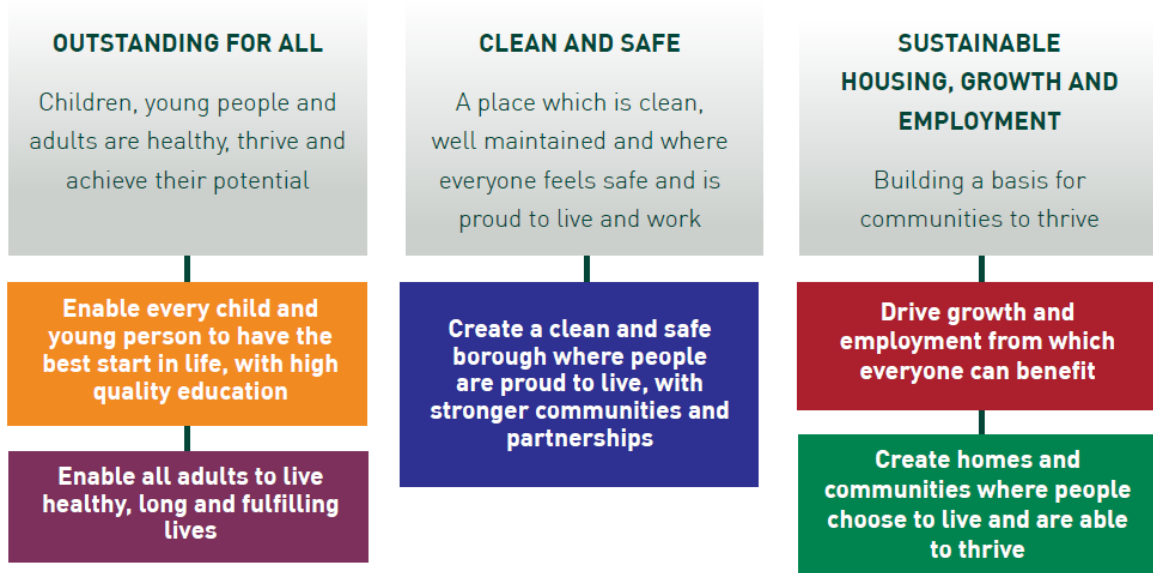 OUTSTANDING FOR ALL
Children, young people and
adults are healthy, thrive and
achieve their potential
Enable every child and
young person to have the
best start in life, with high
quality education
Enable all adults to live
healthy, long and fulfilling
lives
CLEAN AND SAFE
A place which is clean,
well maintained and where
everyone feels safe and is
proud to live and work
Create a clean and safe
borough where people
are proud to live, with
stronger communities and
partnerships
SUSTAINABLE
HOUSING, GROWTH AND
EMPLOYMENT
Building a basis for
communities to thrive
Drive growth and
employment from which
everyone can benefit
Create homes and
communities where people
choose to live and are able
to thrive